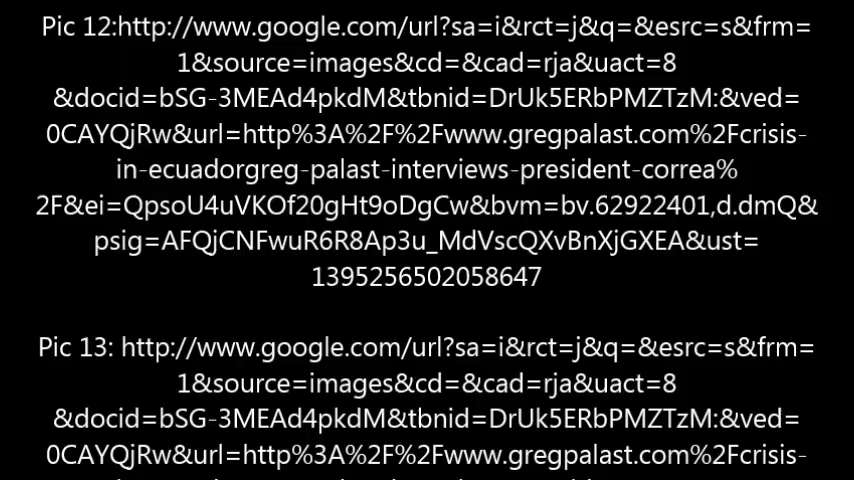 Pic 12:http://www.google.com/url?sa=i&rct=j&q=&esrc=s&frm=
1&source=images&cd=&cad=rja&uact=8
&docid=bSG-3MEAd4pkdM&tbnid=DrUk5ERbPMZTzM:&ved=
0CAYQjRw&url=http%3A%2F%2Fwww.gregpalast.com%2Fcrisis-
in-ecuadorgreg-palast-interviews-president-correa%
2F&ei=QpsoU4uVKOf20gHt9oDgCw&bvm=bv.62922401,d.dmQ&
psig=AFQjCNFwuR6R8Ap3u_MdVscQXvBnXjGXEA&ust=
1395256502058647
Pic 13: http://www.google.com/url?sa=i&rct=j&q=&esrc=s&frm=
1&source=images&cd=&cad=rja&uact=8
&docid=bSG-3MEAd4pkdM&tbnid=DrUk5ERbPMZTzM:&ved=
0CAYQjRw&url=http%3A%2F%2Fwww.gregpalast.com%2Fcrisis-